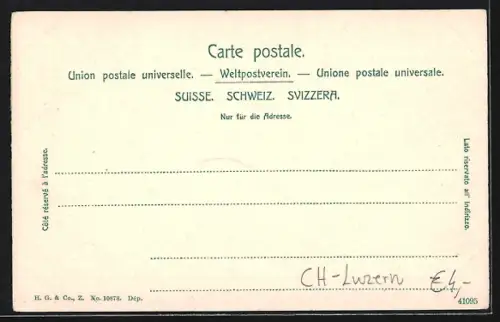 Carte postale.
Union postale universelle. — Weltpostverein. — Unione postale universale.
SUISSE. SCHWEIZ. SVIZZERA.
Nur für die Adresse.
Côté réservé à l'adresse.
Lato riservato all' indirizzo.
CH-Luzern €4,-
H. G. & Co., Z. No. 10878. Dép.
41095